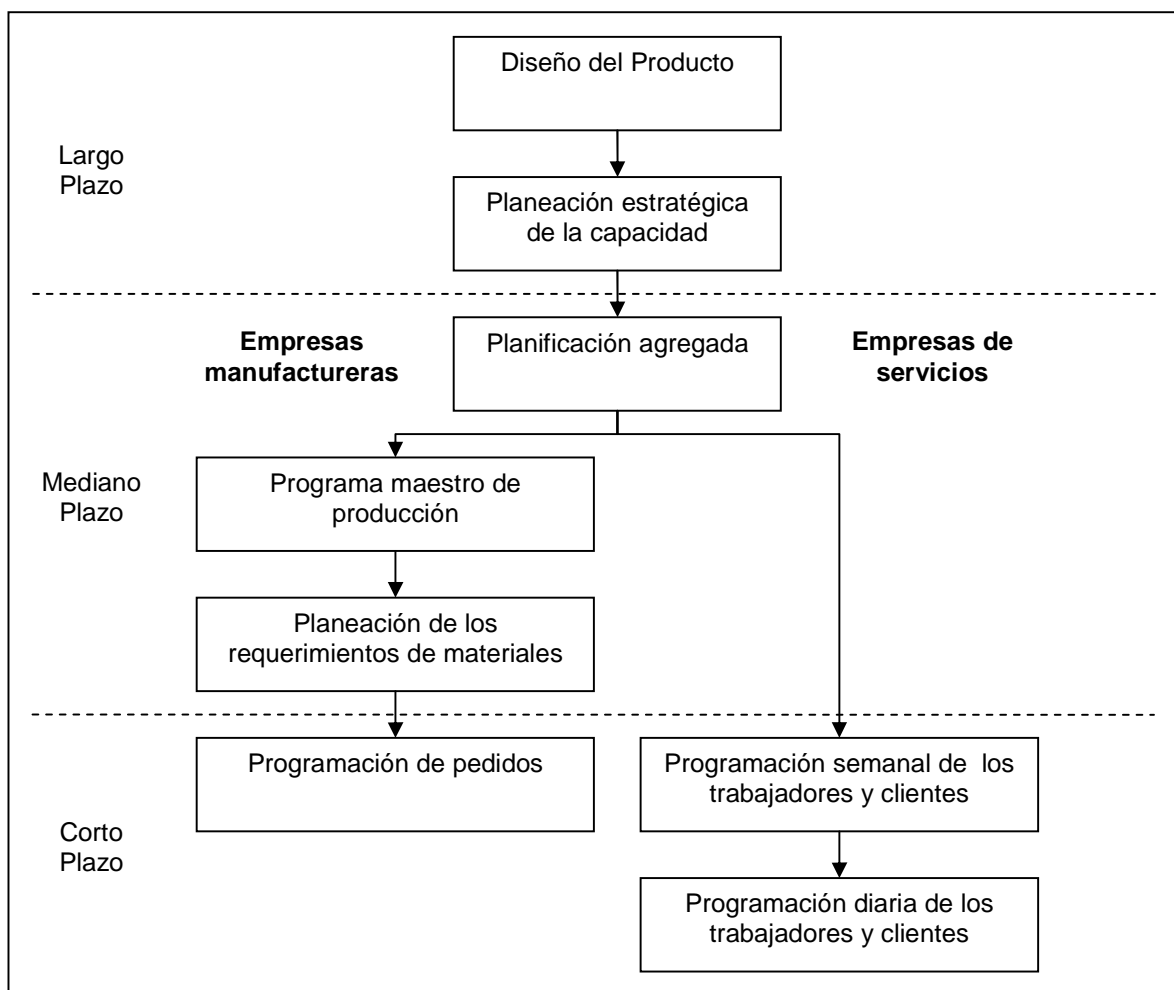 Diseño del Producto
Largo
Plazo
Planeación estratégica
de la capacidad
Empresas
manufactureras
Planificación agregada
Empresas de
servicios
Mediano
Plazo
Programa maestro de
producción
Planeación de los
requerimientos de materiales
Corto
Plazo
Programación de pedidos
Programación semanal de los
trabajadores y clientes
Programación diaria de los
trabajadores y clientes